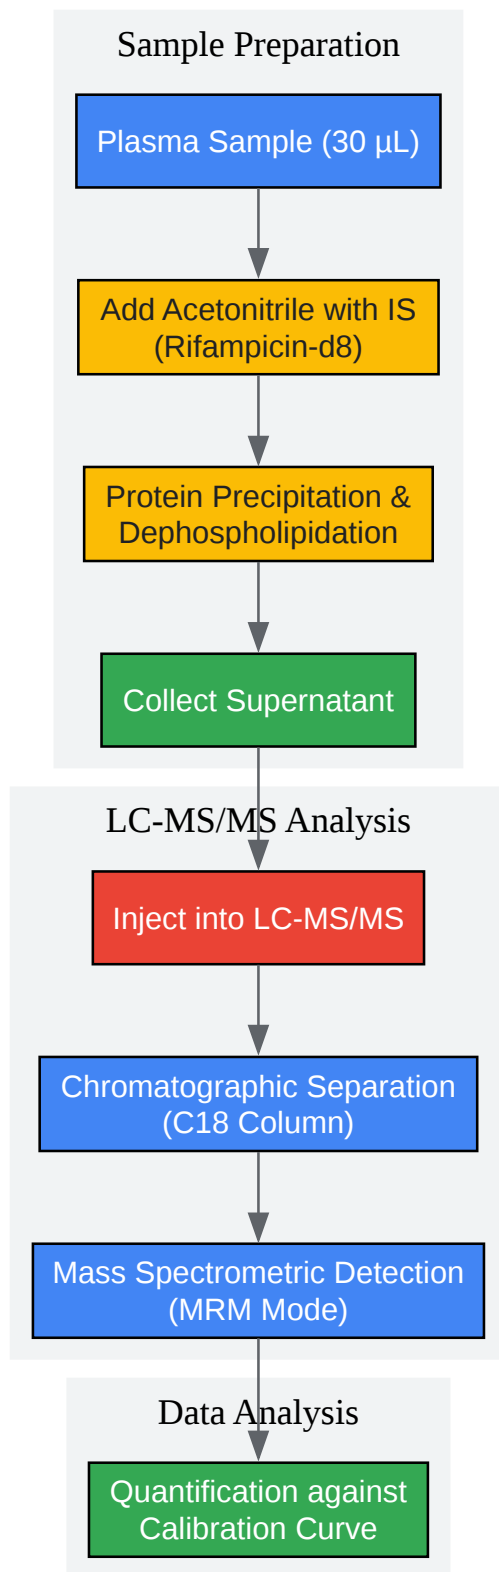 Sample Preparation
Plasma Sample (30 µL)
Add Acetonitrile with IS
(Rifampicin-d8)
Protein Precipitation &
Dephospholipidation
Collect Supernatant
LC-MS/MS Analysis
Inject into LC-MS/MS
Chromatographic Separation
(C18 Column)
Mass Spectrometric Detection
(MRM Mode)
Data Analysis
Quantification against
Calibration Curve